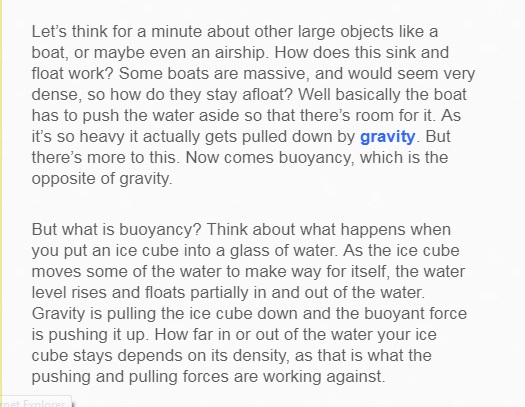 Let's think for a minute about other large objects like a
boat, or maybe even an airship. How does this sink and
float work? Some boats are massive, and would seem very
dense, so how do they stay afloat? Well basically the boat
has to push the water aside so that there's room for it. As
it's so heavy it actually gets pulled down by gravity. But
there's more to this. Now comes buoyancy, which is the
opposite of gravity.
But what is buoyancy? Think about what happens when
you put an ice cube into a glass of water. As the ice cube
moves some of the water to make way for itself, the water
level rises and floats partially in and out of the water.
Gravity is pulling the ice cube down and the buoyant force
is pushing it up. How far in or out of the water your ice
cube stays depends on its density, as that is what the
pushing and pulling forces are working against.
net Explorer